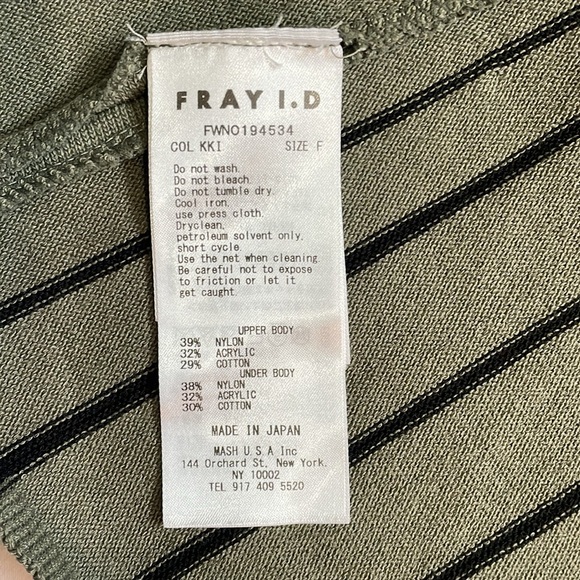 FRAY I.D
FWNO194534
COL KKI SIZE F
Do not wash.
Do not bleach.
Do not tumble dry.
Cool iron,
use press cloth.
Dryclean,
petroleum solvent only,
short cycle.
Use the net when cleaning.
Be careful not to expose
to friction or let it
get caught.
UPPER BODY
39% NYLON
32% ACRYLIC
29% COTTON
UNDER BODY
38% NYLON
32% ACRYLIC
30% COTTON
MADE IN JAPAN
MASH U.S.A Inc
144 Orchard St, New York,
NY 10002
TEL 917 409 5520